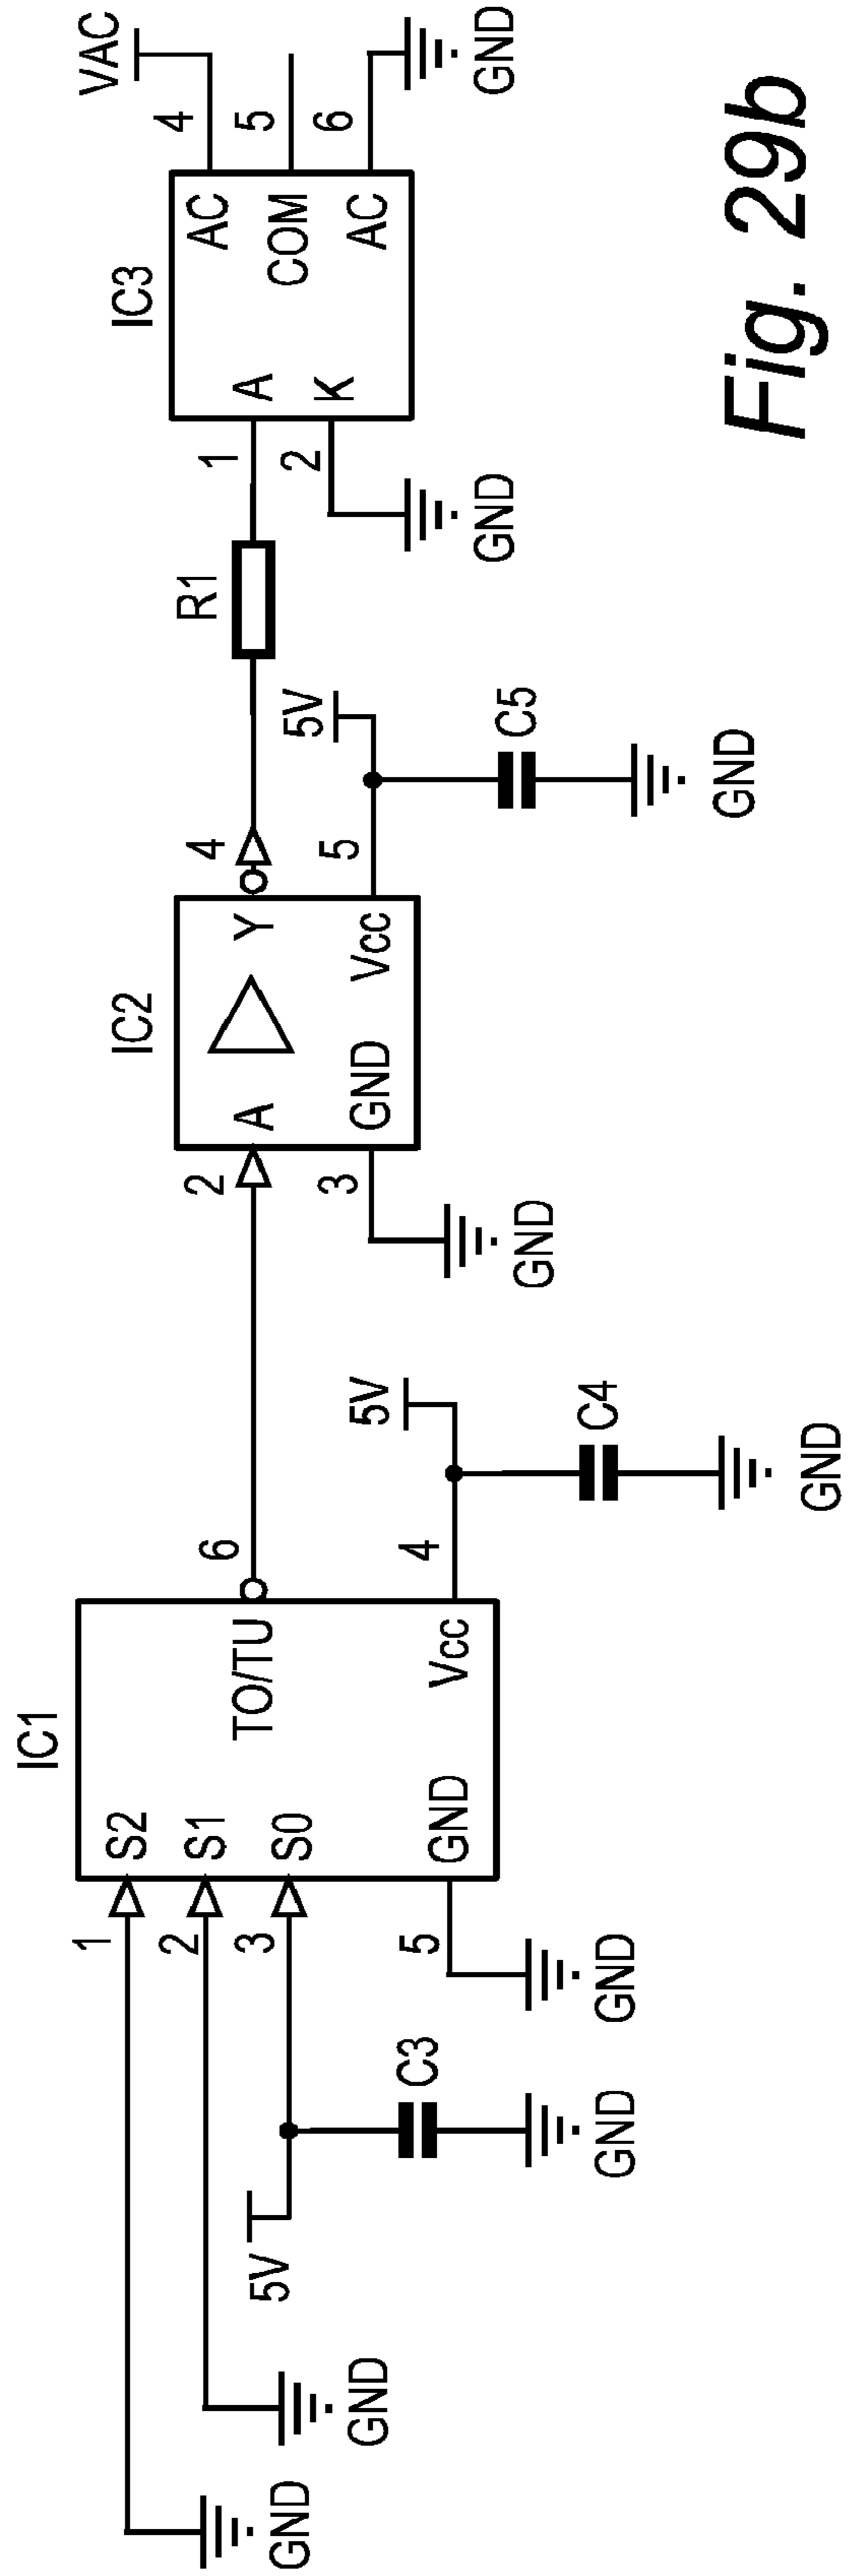 IC1
1
S2
2
S1
3
S0
TO/TU
6
5
GND
Vcc
4
GND
GND
5V
C3
GND
GND
5V
C4
GND
IC2
2
A
Y
4
3
GND
Vcc
5
GND
5V
C5
GND
R1
IC3
1
A
2
K
GND
AC
4
VAC
COM
5
AC
6
GND
Fig. 29b